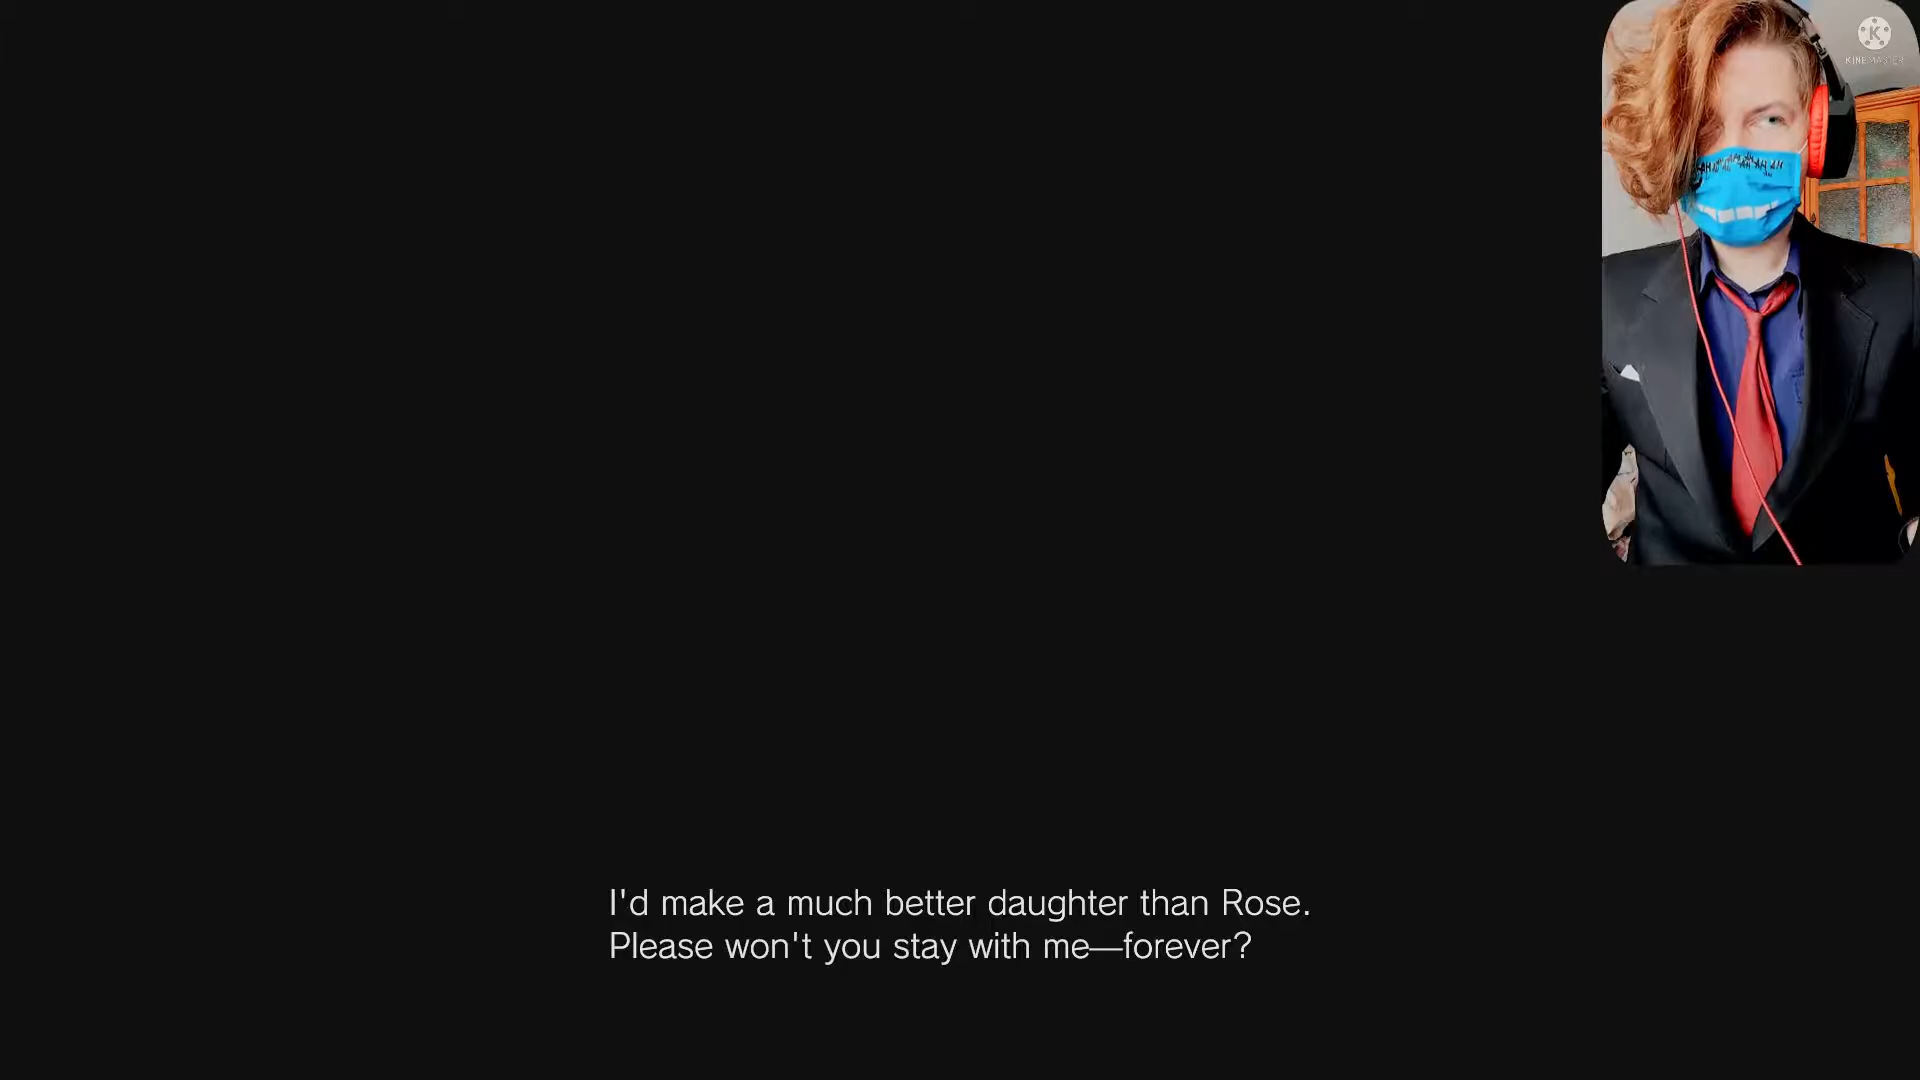 K
KINEMASTER
I'd make a much better daughter than Rose.
Please won't you stay with me—forever?